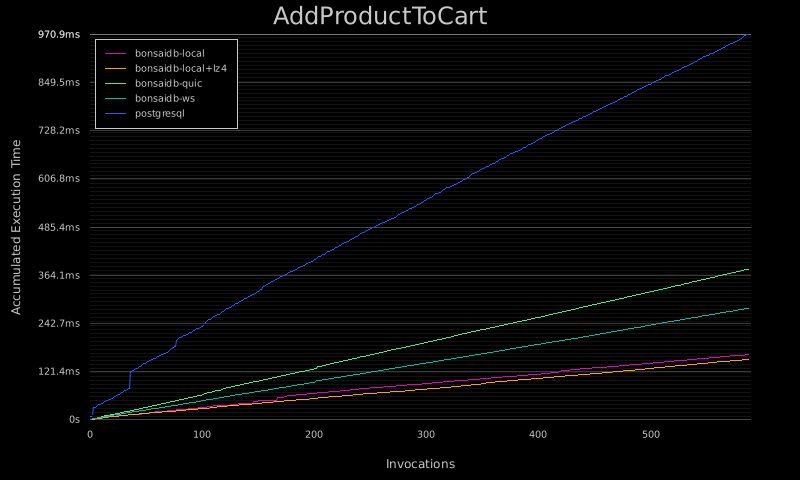 AddProductToCart
970.9ms
849.5ms
728.2ms
606.8ms
485.4ms
364.1ms
242.7ms
121.4ms
0s
Accumulated Execution Time
bonsaidb-local
bonsaidb-local+lz4
bonsaidb-quic
bonsaidb-ws
postgresql
0 100 200 300 400 500
Invocations